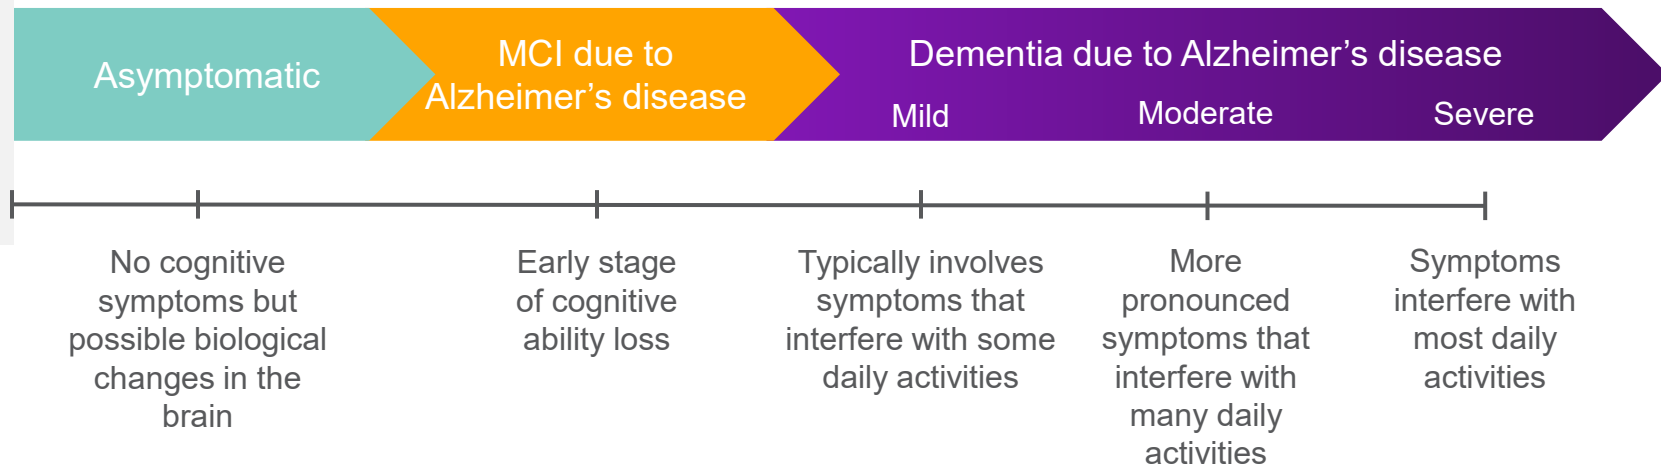 Asymptomatic
MCI due to
Alzheimer’s disease
Dementia due to Alzheimer’s disease
Mild
Moderate
Severe
No cognitive
symptoms but
possible biological
changes in the
brain
Early stage
of cognitive
ability loss
Typically involves
symptoms that
interfere with some
daily activities
More
pronounced
symptoms that
interfere with
many daily
activities
Symptoms
interfere with
most daily
activities